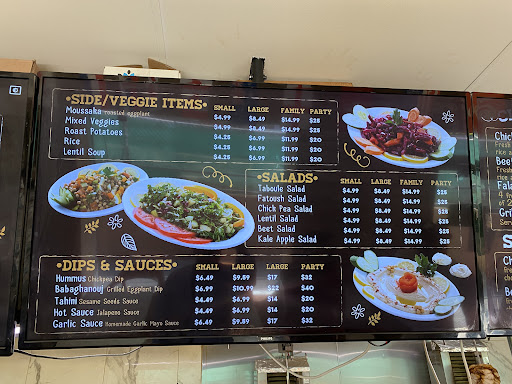 SIDE/VEGGIE ITEMS SMALL LARGE FAMILY PARTY
Moussaka roasted eggplant $4.99 $8.49 $14.99 $25
Mixed Veggies $4.99 $8.49 $14.99 $25
Roast Potatoes $4.25 $6.99 $11.99 $20
Rice $4.25 $6.99 $11.99 $20
Lentil Soup $4.25 $6.99 $11.99 $20
SALADS SMALL LARGE FAMILY PARTY
Taboule Salad $4.99 $8.49 $14.99 $25
Fatoush Salad $4.99 $8.49 $14.99 $25
Chick Pea Salad $4.99 $8.49 $14.99 $25
Lentil Salad $4.99 $8.49 $14.99 $25
Beet Salad $4.99 $8.49 $14.99 $25
Kale Apple Salad $4.99 $8.49 $14.99 $25
DIPS & SAUCES SMALL LARGE LARGE PARTY
Hummus Chickpea Dip $6.49 $9.89 $17 $32
Babaghanouj Grilled Eggplant Dip $6.99 $10.99 $22 $40
Tahini Sesame Seeds Sauce $4.49 $6.99 $14 $20
Hot Sauce Jalapeno Sauce $4.49 $6.99 $14 $20
Garlic Sauce Homemade Garlic Mayo Sauce $6.49 $9.89 $17 $32
PHILIPS